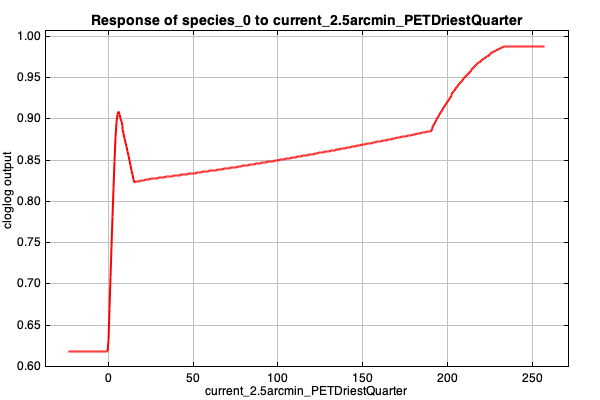 Response of species_0 to current_2.5arcmin_PETDriestQuarter
1.00
0.95
0.90
0.85
0.80
0.75
0.70
0.65
0.60
cloglog output
0 50 100 150 200 250
current_2.5arcmin_PETDriestQuarter